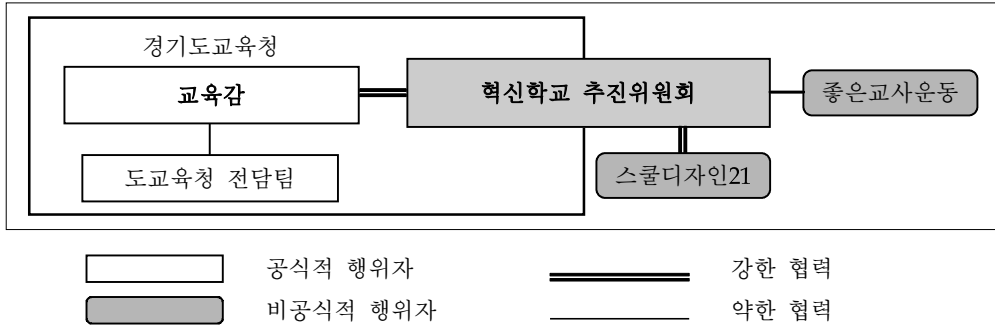 경기도교육청
교육감
혁신학교 추진위원회
좋은교사운동
도교육청 전담팀
스쿨디자인21
공식적 행위자
강한 협력
비공식적 행위자
약한 협력